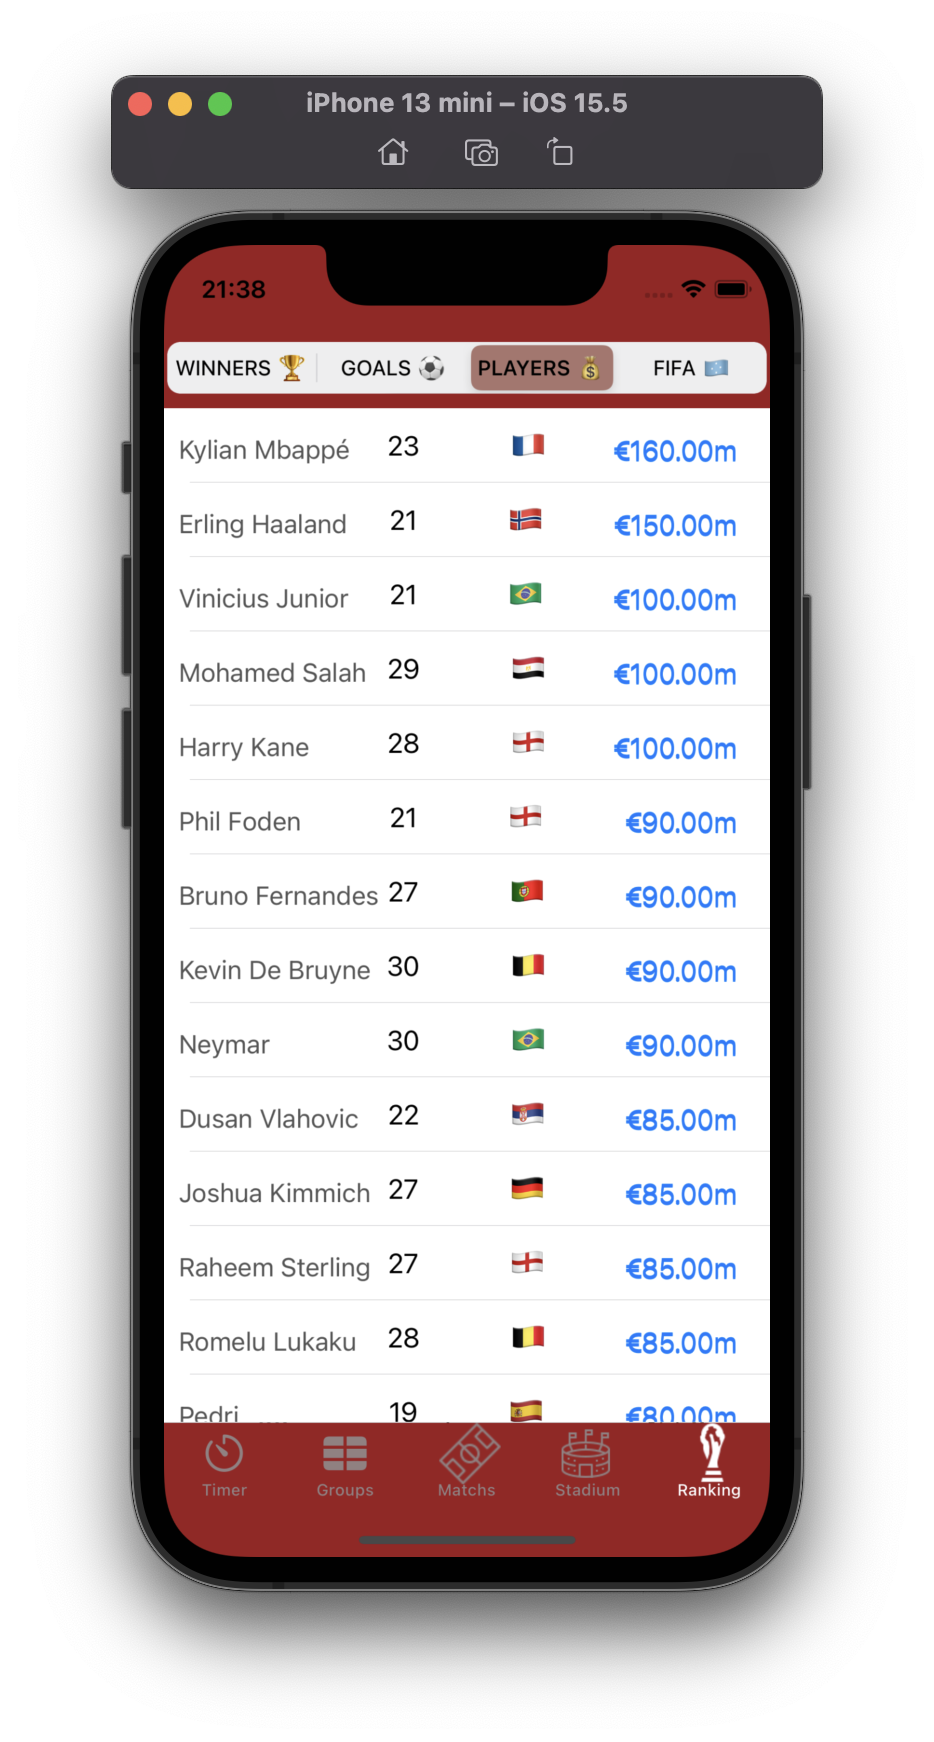 iPhone 13 mini – iOS 15.5
21:38
WINNERS 🏆 GOALS ⚽ PLAYERS 💰 FIFA 🇫🇲
Kylian Mbappé 23 🇫🇷 €160.00m
Erling Haaland 21 🇳🇴 €150.00m
Vinicius Junior 21 🇧🇷 €100.00m
Mohamed Salah 29 🇪🇬 €100.00m
Harry Kane 28 🏴󠁧󠁢󠁥󠁮󠁧󠁿 €100.00m
Phil Foden 21 🏴󠁧󠁢󠁥󠁮󠁧󠁿 €90.00m
Bruno Fernandes 27 🇵🇹 €90.00m
Kevin De Bruyne 30 🇧🇪 €90.00m
Neymar 30 🇧🇷 €90.00m
Dusan Vlahovic 22 🇷🇸 €85.00m
Joshua Kimmich 27 🇩🇪 €85.00m
Raheem Sterling 27 🏴󠁧󠁢󠁥󠁮󠁧󠁿 €85.00m
Romelu Lukaku 28 🇧🇪 €85.00m
Pedri 19 🇪🇸 €80.00m
Timer Groups Matchs Stadium Ranking